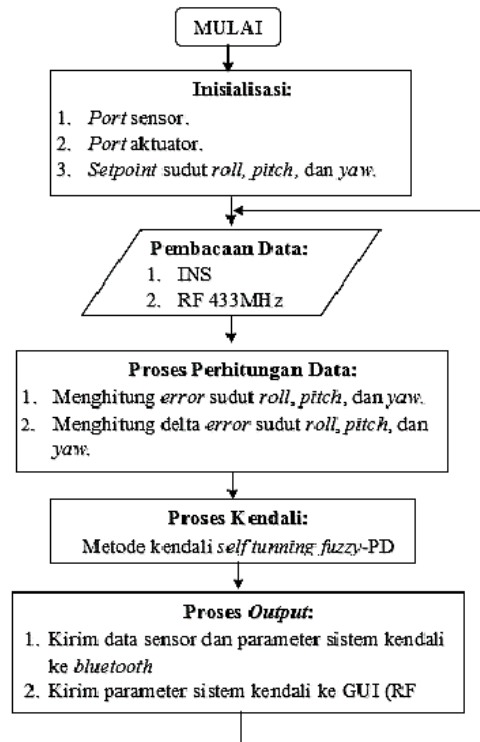 MULAI
Inisialisasi:
1. Port sensor.
2. Port aktuator.
3. Setpoint sudut roll, pitch, dan yaw.
Pembacaan Data:
1. INS
2. RF 433MHz
Proses Perhitungan Data:
1. Menghitung error sudut roll, pitch, dan yaw.
2. Menghitung delta error sudut roll, pitch, dan
yaw.
Proses Kendali:
Metode kendali self tunning fuzzy-PD
Proses Output:
1. Kirim data sensor dan parameter sistem kendali
ke bluetooth
2. Kirim parameter sistem kendali ke GUI (RF